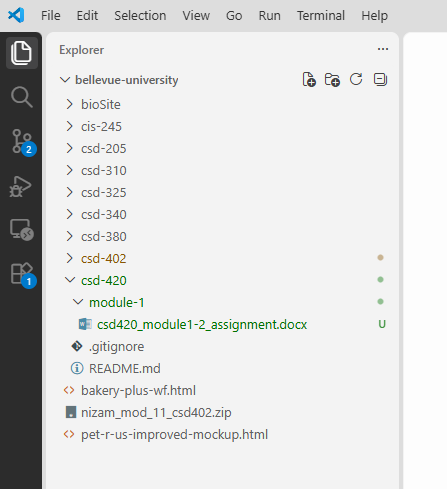 File Edit Selection View Go Run Terminal Help
Explorer
bellevue-university
bioSite
cis-245
csd-205
csd-310
csd-325
csd-340
2
csd-380
csd-402
1
csd-420
module-1
csd420_module1-2_assignment.docx U
.gitignore
README.md
bakery-plus-wf.html
nizam_mod_11_csd402.zip
pet-r-us-improved-mockup.html